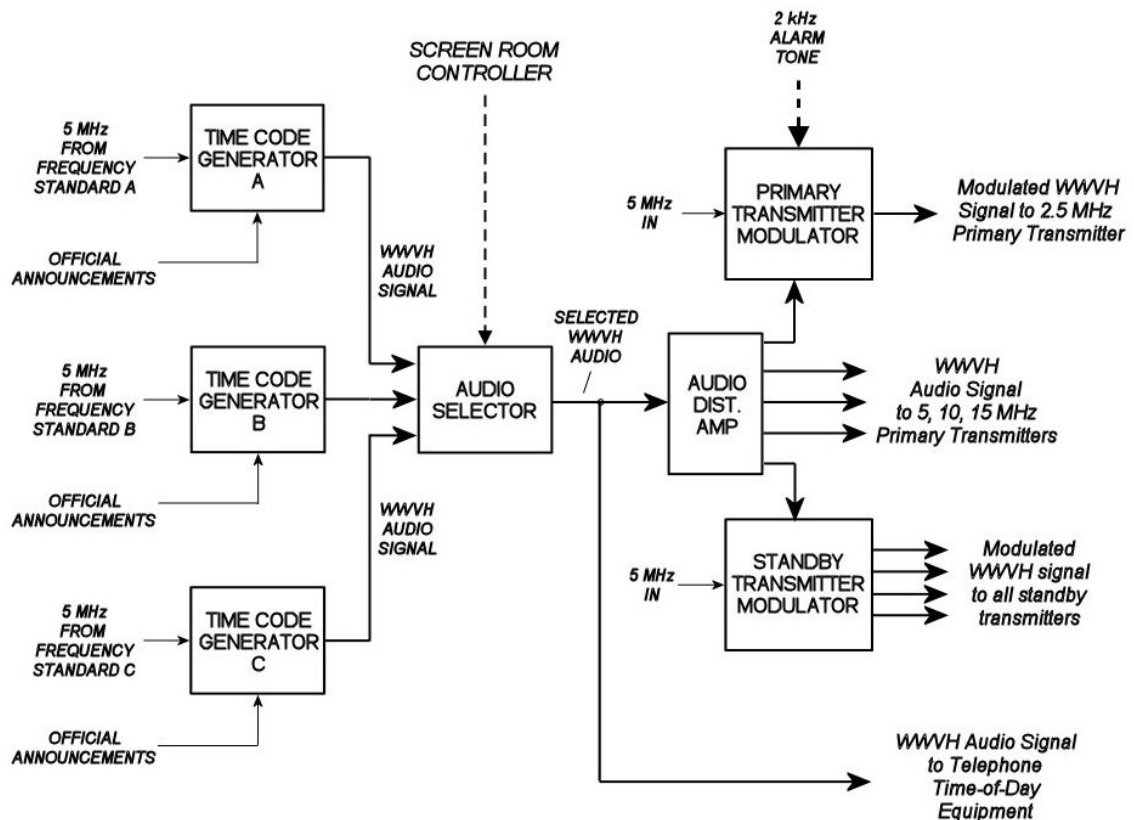 2 kHz
ALARM
TONE
SCREEN ROOM
CONTROLLER
5 MHz
FROM
FREQUENCY
STANDARD A
TIME CODE
GENERATOR
A
OFFICIAL
ANNOUNCEMENTS
WWVH
AUDIO
SIGNAL
5 MHz
IN
PRIMARY
TRANSMITTER
MODULATOR
Modulated WWVH
Signal to 2.5 MHz
Primary Transmitter
5 MHz
FROM
FREQUENCY
STANDARD B
TIME CODE
GENERATOR
B
OFFICIAL
ANNOUNCEMENTS
AUDIO
SELECTOR
SELECTED
WWVH
AUDIO
AUDIO
DIST.
AMP
WWVH
Audio Signal
to 5, 10, 15 MHz
Primary Transmitters
WWVH
AUDIO
SIGNAL
5 MHz
FROM
FREQUENCY
STANDARD C
TIME CODE
GENERATOR
C
OFFICIAL
ANNOUNCEMENTS
5 MHz
IN
STANDBY
TRANSMITTER
MODULATOR
Modulated
WWVH signal
to all standby
transmitters
WWVH Audio Signal
to Telephone
Time-of-Day
Equipment